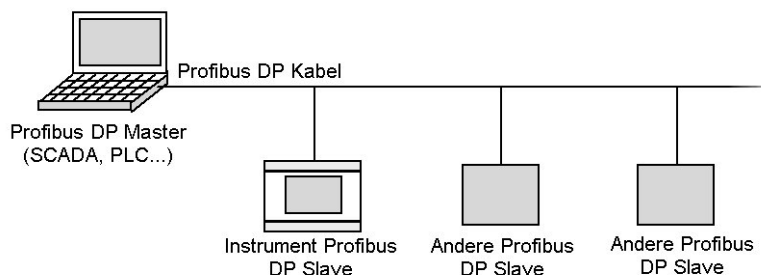 Profibus DP Kabel
Profibus DP Master
(SCADA, PLC...)
Instrument Profibus
DP Slave
Andere Profibus
DP Slave
Andere Profibus
DP Slave